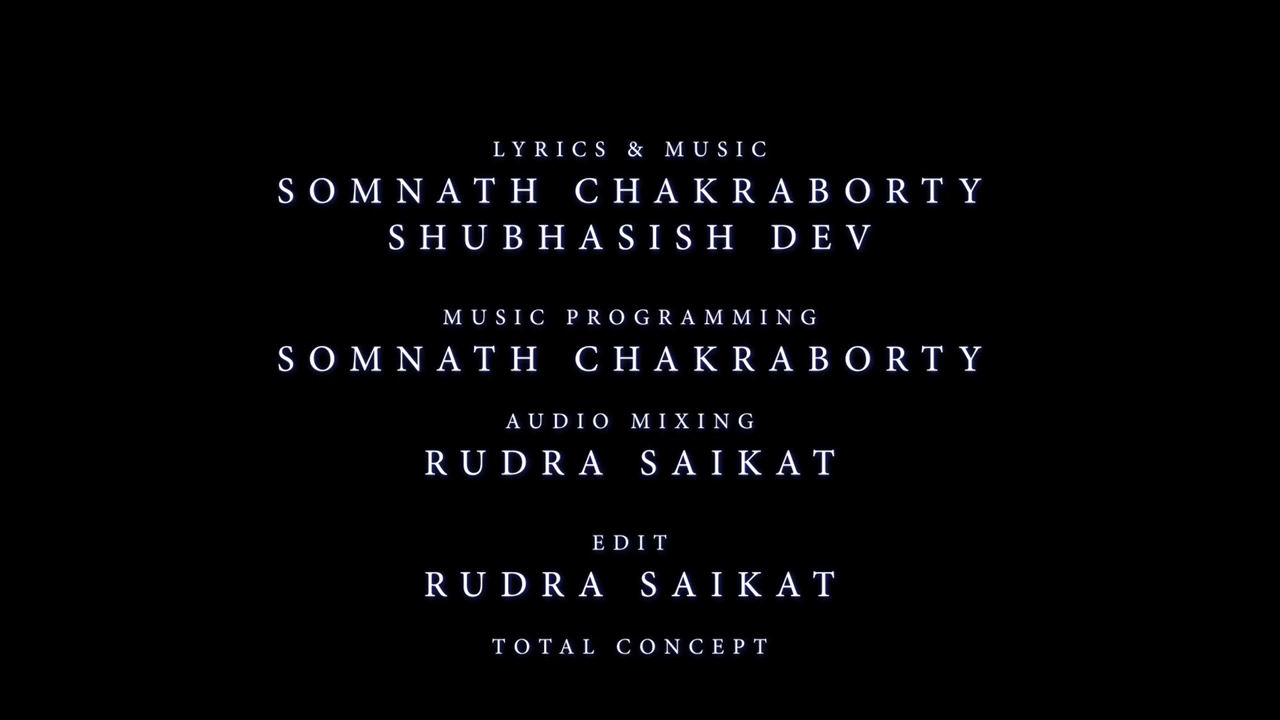 LYRICS & MUSIC
SOMNATH CHAKRABORTY
SHUBHASISH DEV
MUSIC PROGRAMMING
SOMNATH CHAKRABORTY
AUDIO MIXING
RUDRA SAIKAT
EDIT
RUDRA SAIKAT
TOTAL CONCEPT